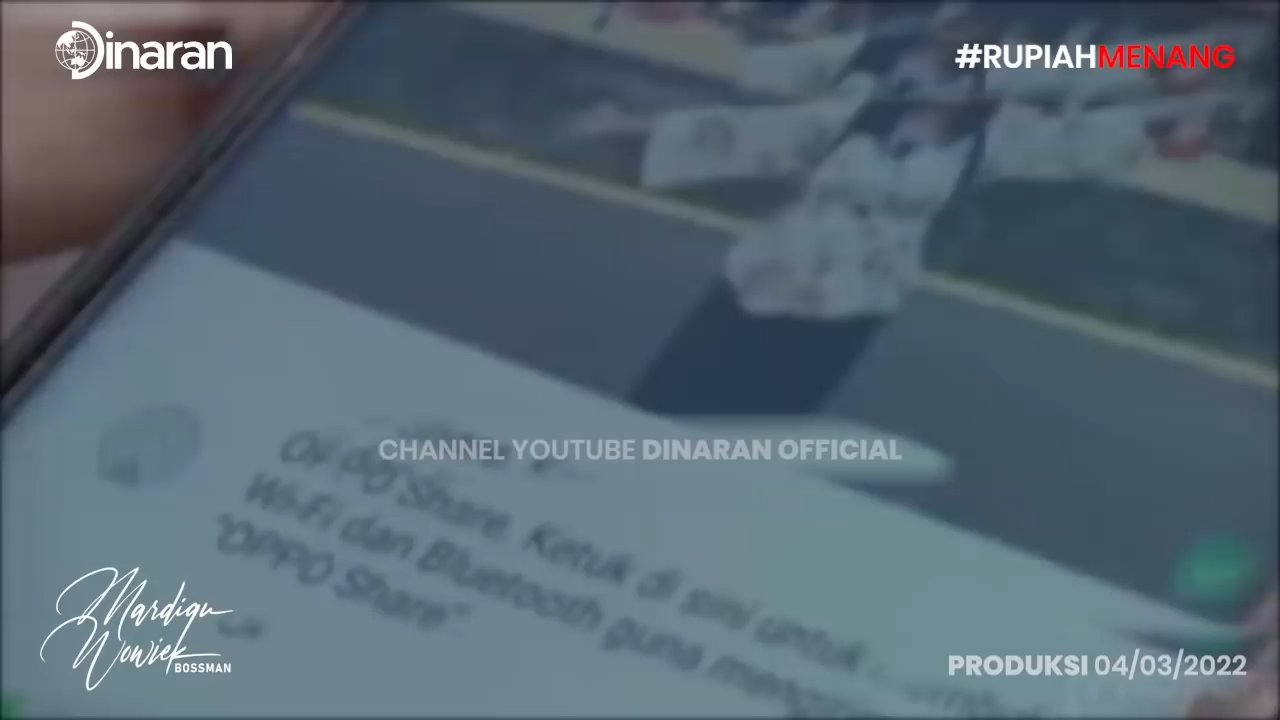 Dinaran
#RUPIAHMENANG
CHANNEL YOUTUBE DINARAN OFFICIAL
Share. Ketuk di sini untuk
Wi-Fi dan Bluetooth guna
"OPPO Share"
Mardigu
Wowiek
BOSSMAN
PRODUKSI 04/03/2022